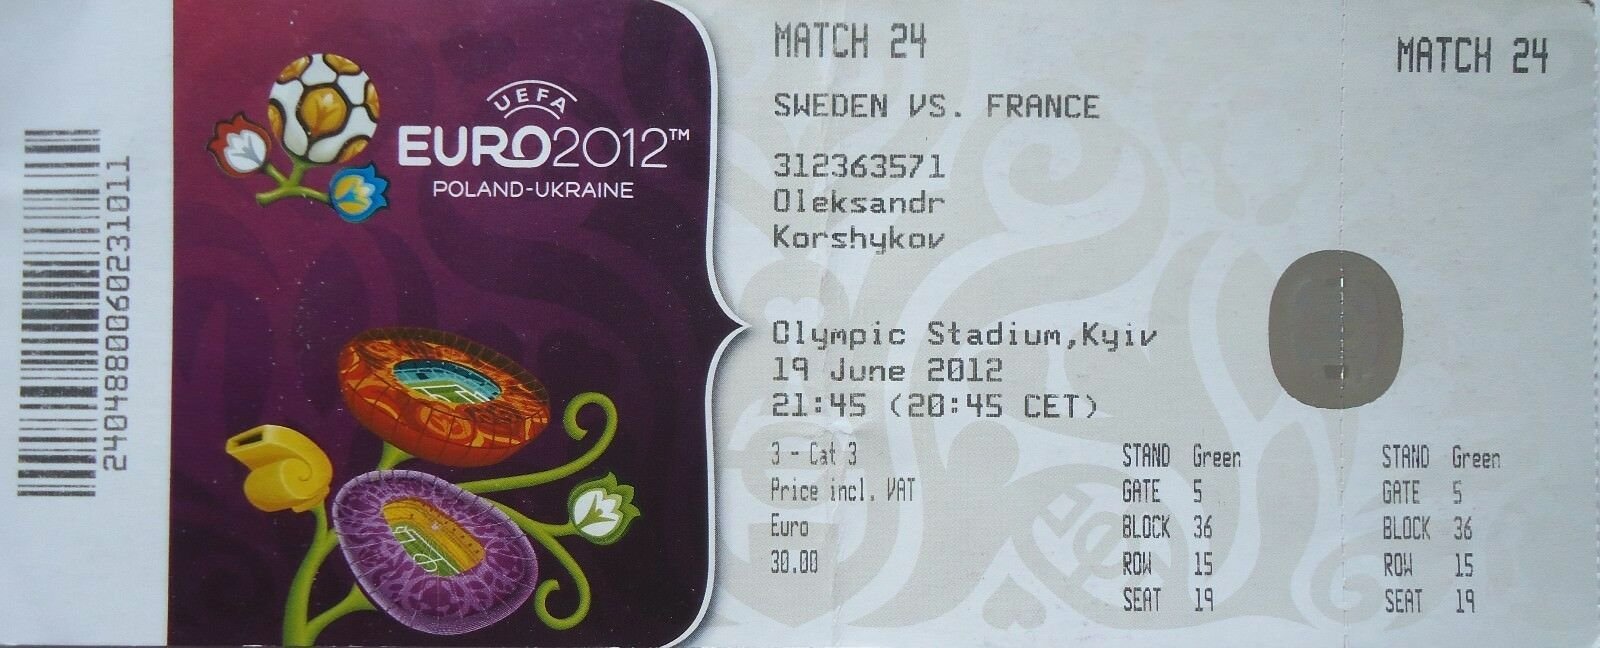 240488006023101​1
UEFA
EURO2012™
POLAND-UKRAINE
MATCH 24
SWEDEN VS. FRANCE
312363571
Oleksandr
Korshykov
Olympic Stadium,Kyiv
19 June 2012
21:45 (20:45 CET)
3 - Cat 3
Price incl. VAT
Euro
30.00
STAND Green
GATE 5
BLOCK 36
ROW 15
SEAT 19
MATCH 24
STAND Green
GATE 5
BLOCK 36
ROW 15
SEAT 19